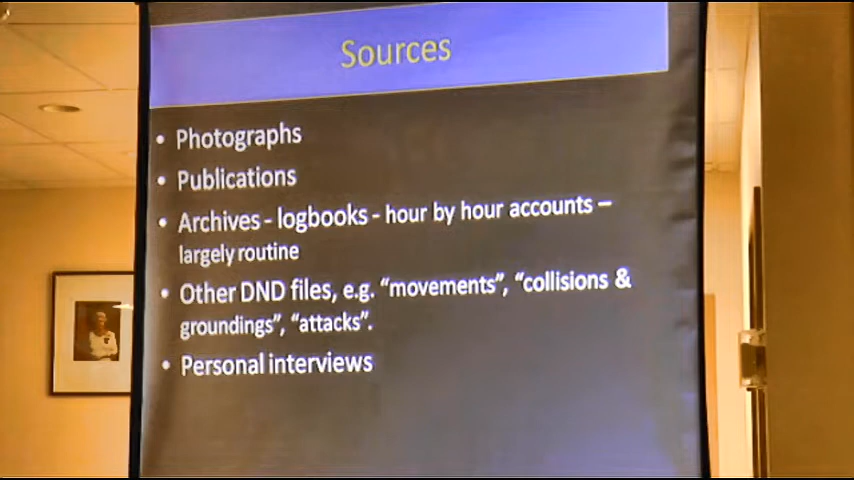 Sources
• Photographs
• Publications
• Archives - logbooks - hour by hour accounts –
largely routine
• Other DND files, e.g. “movements”, “collisions &
groundings”, “attacks”.
• Personal interviews